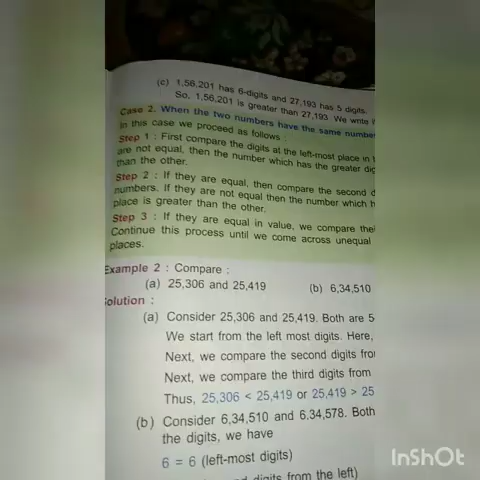 (c) 1,56,201 has 6-digits and 27,193 has 5 digits.
So, 1,56,201 is greater than 27,193. We write
Case 2. When the two numbers have the same number
In this case we proceed as follows :
Step 1 : First compare the digits at the left-most place in
are not equal, then the number which has the greater
than the other.
Step 2 : If they are equal, then compare the second
numbers. If they are not equal then the number which
place is greater than the other.
Step 3 : If they are equal in value, we compare
Continue this process until we come across unequal
places.
Example 2 : Compare :
(a) 25,306 and 25,419 (b) 6,34,510
Solution :
(a) Consider 25,306 and 25,419. Both are 5
We start from the left most digits. Here,
Next, we compare the second digits
Next, we compare the third digits from
Thus, 25,306 < 25,419 or 25,419 > 25
(b) Consider 6,34,510 and 6,34,578. Both
the digits, we have
6 = 6 (left-most digits)
digits from the left)
InShOt